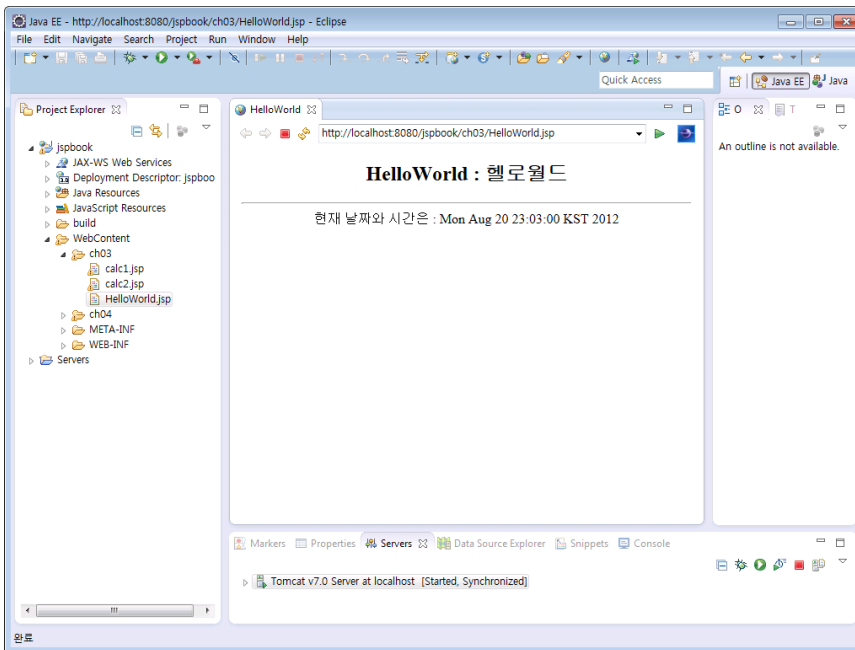 Java EE - http://localhost:8080/jspbook/ch03/HelloWorld.jsp - Eclipse
File Edit Navigate Search Project Run Window Help
Quick Access
Java EE
Java
Project Explorer
jspbook
JAX-WS Web Services
Deployment Descriptor: jspboo
Java Resources
JavaScript Resources
build
WebContent
ch03
calc1.jsp
calc2.jsp
HelloWorld.jsp
ch04
META-INF
WEB-INF
Servers
HelloWorld
http://localhost:8080/jspbook/ch03/HelloWorld.jsp
HelloWorld : 헬로월드
현재 날짜와 시간은 : Mon Aug 20 23:03:00 KST 2012
O
T
An outline is not available.
Markers Properties Servers Data Source Explorer Snippets Console
Tomcat v7.0 Server at localhost [Started, Synchronized]
완료